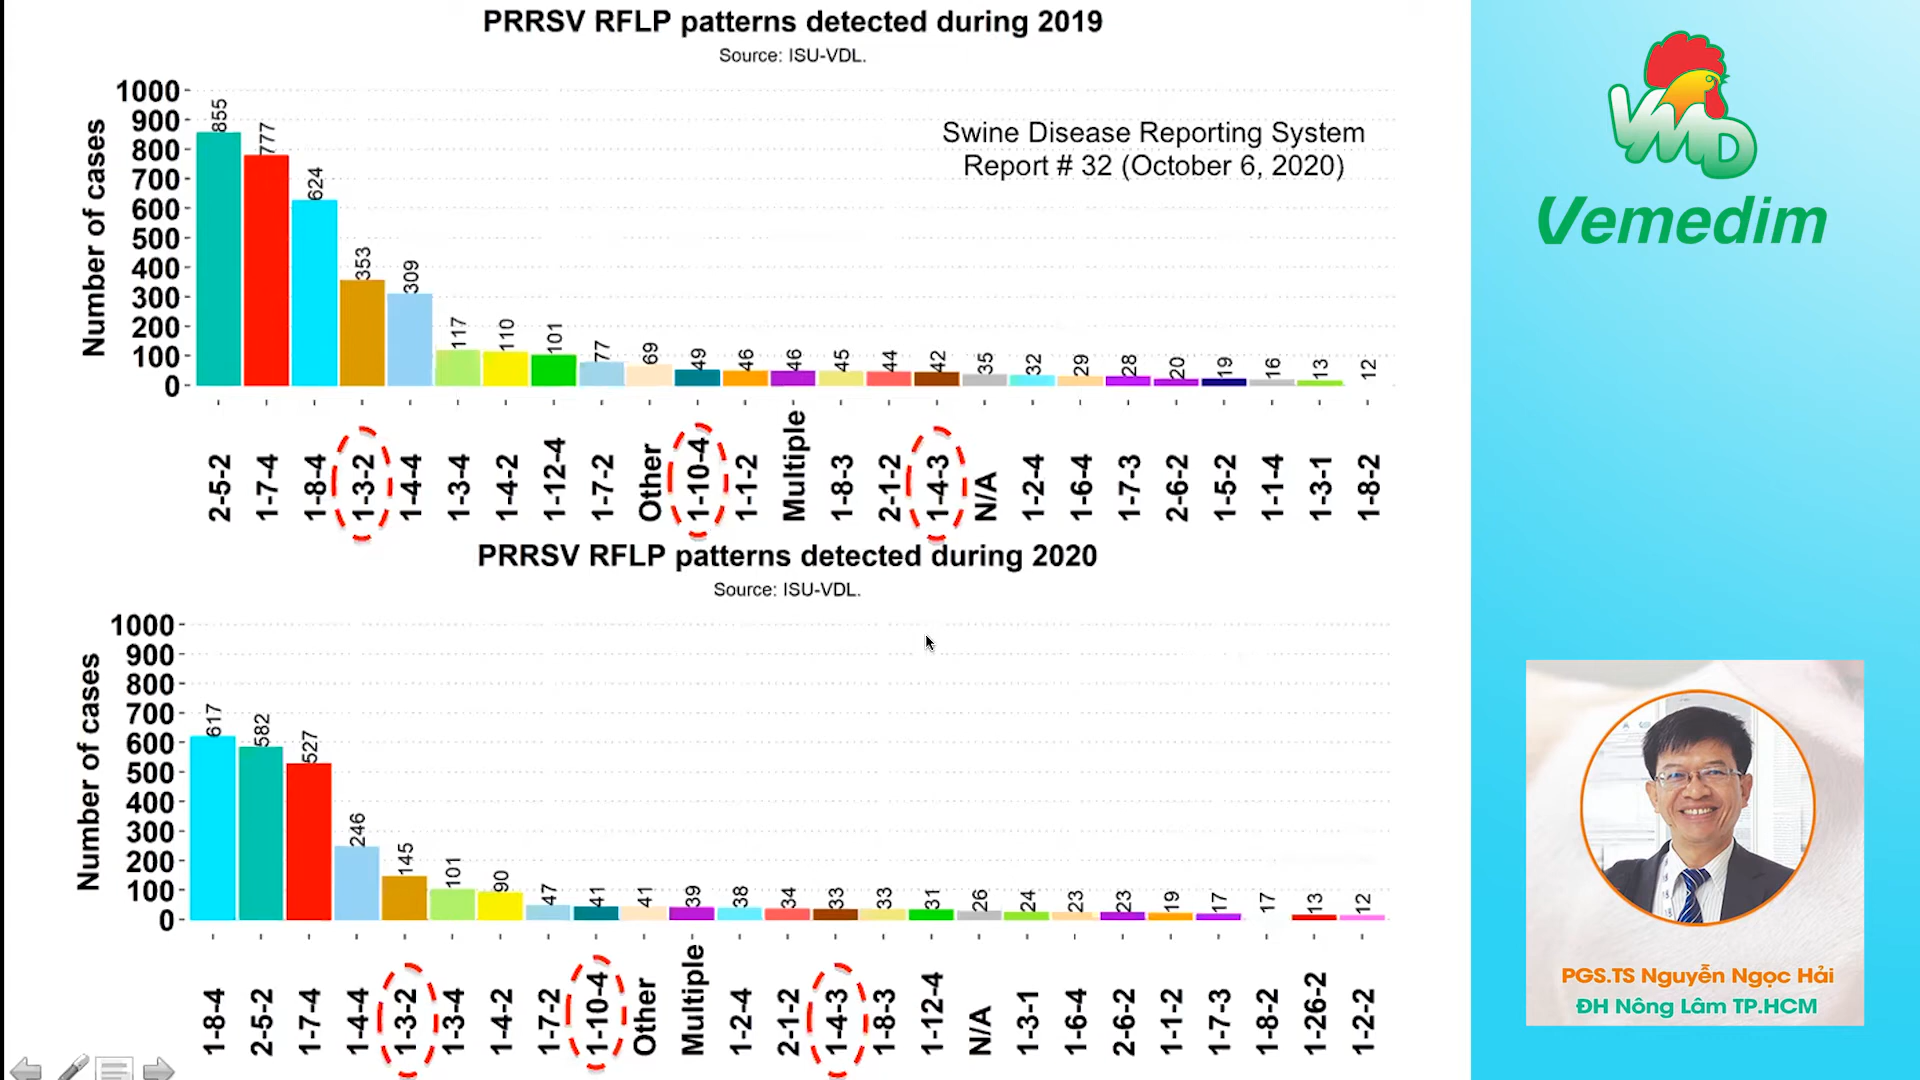 PRRSV RFLP patterns detected during 2019
Source: ISU-VDL.
Swine Disease Reporting System
Report # 32 (October 6, 2020)
Number of cases
1000
900
800
700
600
500
400
300
200
100
0
855 777 624 353 309 117 110 101 77 69 49 46 46 45 44 42 35 32 29 28 20 19 16 13 12
2-5-2 1-7-4 1-8-4 1-3-2 1-4-4 1-3-4 1-4-2 1-12-4 1-7-2 Other 1-10-4 1-1-2 Multiple 1-8-3 2-1-2 1-4-3 N/A 1-2-4 1-6-4 1-7-3 2-6-2 1-5-2 1-1-4 1-3-1 1-8-2
PRRSV RFLP patterns detected during 2020
Source: ISU-VDL.
Number of cases
1000
900
800
700
600
500
400
300
200
100
0
617 582 527 246 145 101 90 47 41 41 39 38 34 33 33 31 26 24 23 23 19 17 17 13 12
1-8-4 2-5-2 1-7-4 1-4-4 1-3-2 1-3-4 1-4-2 1-7-2 1-10-4 Other Multiple 1-2-4 2-1-2 1-4-3 1-8-3 1-12-4 N/A 1-3-1 1-6-4 2-6-2 1-1-2 1-7-3 1-8-2 1-26-2 1-2-2
VMD
Vemedim
PGS.TS Nguyễn Ngọc Hải
ĐH Nông Lâm TP.HCM